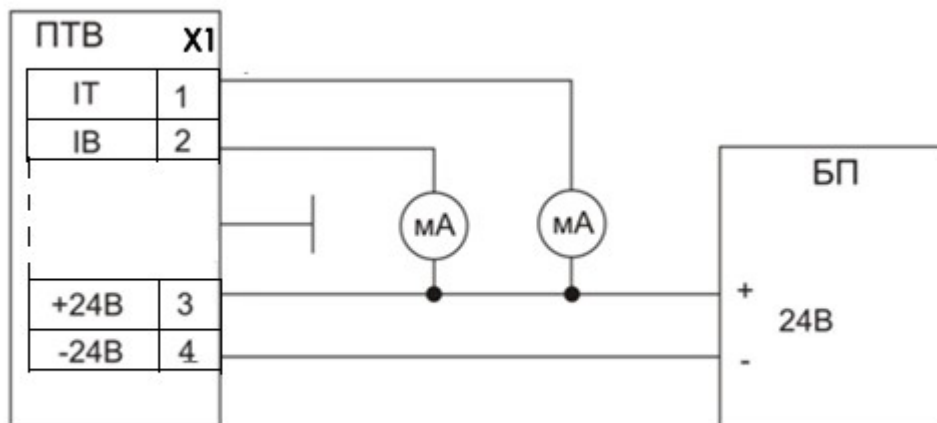 ПТВ X1
IT 1
IB 2
БП
мА мА
+24В 3 +
24В
-24В 4 -